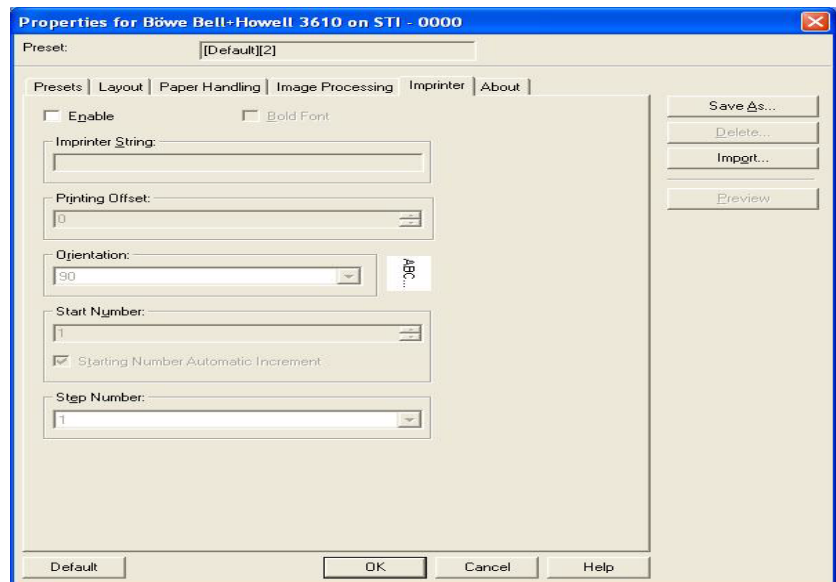 Properties for Böwe Bell+Howell 3610 on STI - 0000
Preset: [Default][2]
Presets Layout Paper Handling Image Processing Imprinter About
Enable Bold Font
Imprinter String:
Printing Offset:
0
Orientation:
90
ABC...
Start Number:
1
Starting Number Automatic Increment
Step Number:
1
Save As...
Delete...
Import...
Preview
Default OK Cancel Help